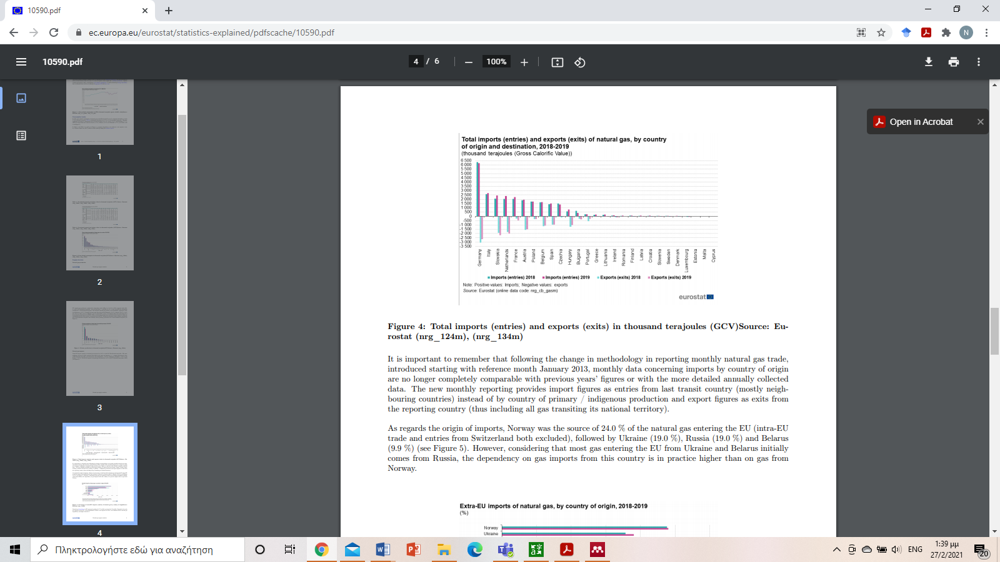 10590.pdf
ec.europa.eu/eurostat/statistics-explained/pdfscache/10590.pdf
N
10590.pdf
4 / 6
100%
Open in Acrobat
1
2
3
4
Total imports (entries) and exports (exits) of natural gas, by country
of origin and destination, 2018-2019
(thousand terajoules (Gross Calorific Value))
6 500
6 000
5 500
5 000
4 500
4 000
3 500
3 000
2 500
2 000
1 500
1 000
500
0
-500
-1 000
-1 500
-2 000
-2 500
-3 000
-3 500
Germany
Italy
Slovakia
Netherlands
France
Austria
Poland
Belgium
Spain
Czechia
Hungary
Bulgaria
Portugal
Greece
Lithuania
Ireland
Romania
Finland
Latvia
Croatia
Slovenia
Sweden
Denmark
Luxembourg
Estonia
Malta
Cyprus
Imports (entries) 2018 Imports (entries) 2019 Exports (exits) 2018 Exports (exits) 2019
Note: Positive values: Imports; Negative values: exports
Source: Eurostat (online data code: nrg_cb_gasm)
eurostat
Figure 4: Total imports (entries) and exports (exits) in thousand terajoules (GCV)Source: Eu-
rostat (nrg_124m), (nrg_134m)
It is important to remember that following the change in methodology in reporting monthly natural gas trade,
introduced starting with reference month January 2013, monthly data concerning imports by country of origin
are no longer completely comparable with previous years' figures or with the more detailed annually collected
data. The new monthly reporting provides import figures as entries from last transit country (mostly neigh-
bouring countries) instead of by country of primary / indigenous production and export figures as exits from
the reporting country (thus including all gas transiting its national territory).
As regards the origin of imports, Norway was the source of 24.0 % of the natural gas entering the EU (intra-EU
trade and entries from Switzerland both excluded), followed by Ukraine (19.0 %), Russia (19.0 %) and Belarus
(9.9 %) (see Figure 5). However, considering that most gas entering the EU from Ukraine and Belarus initially
comes from Russia, the dependency on gas imports from this country is in practice higher than on gas from
Norway.
Extra-EU imports of natural gas, by country of origin, 2018-2019
(%)
Norway
Ukraine
Πληκτρολογήστε εδώ για αναζήτηση
ENG
1:39 μμ
27/2/2021
20